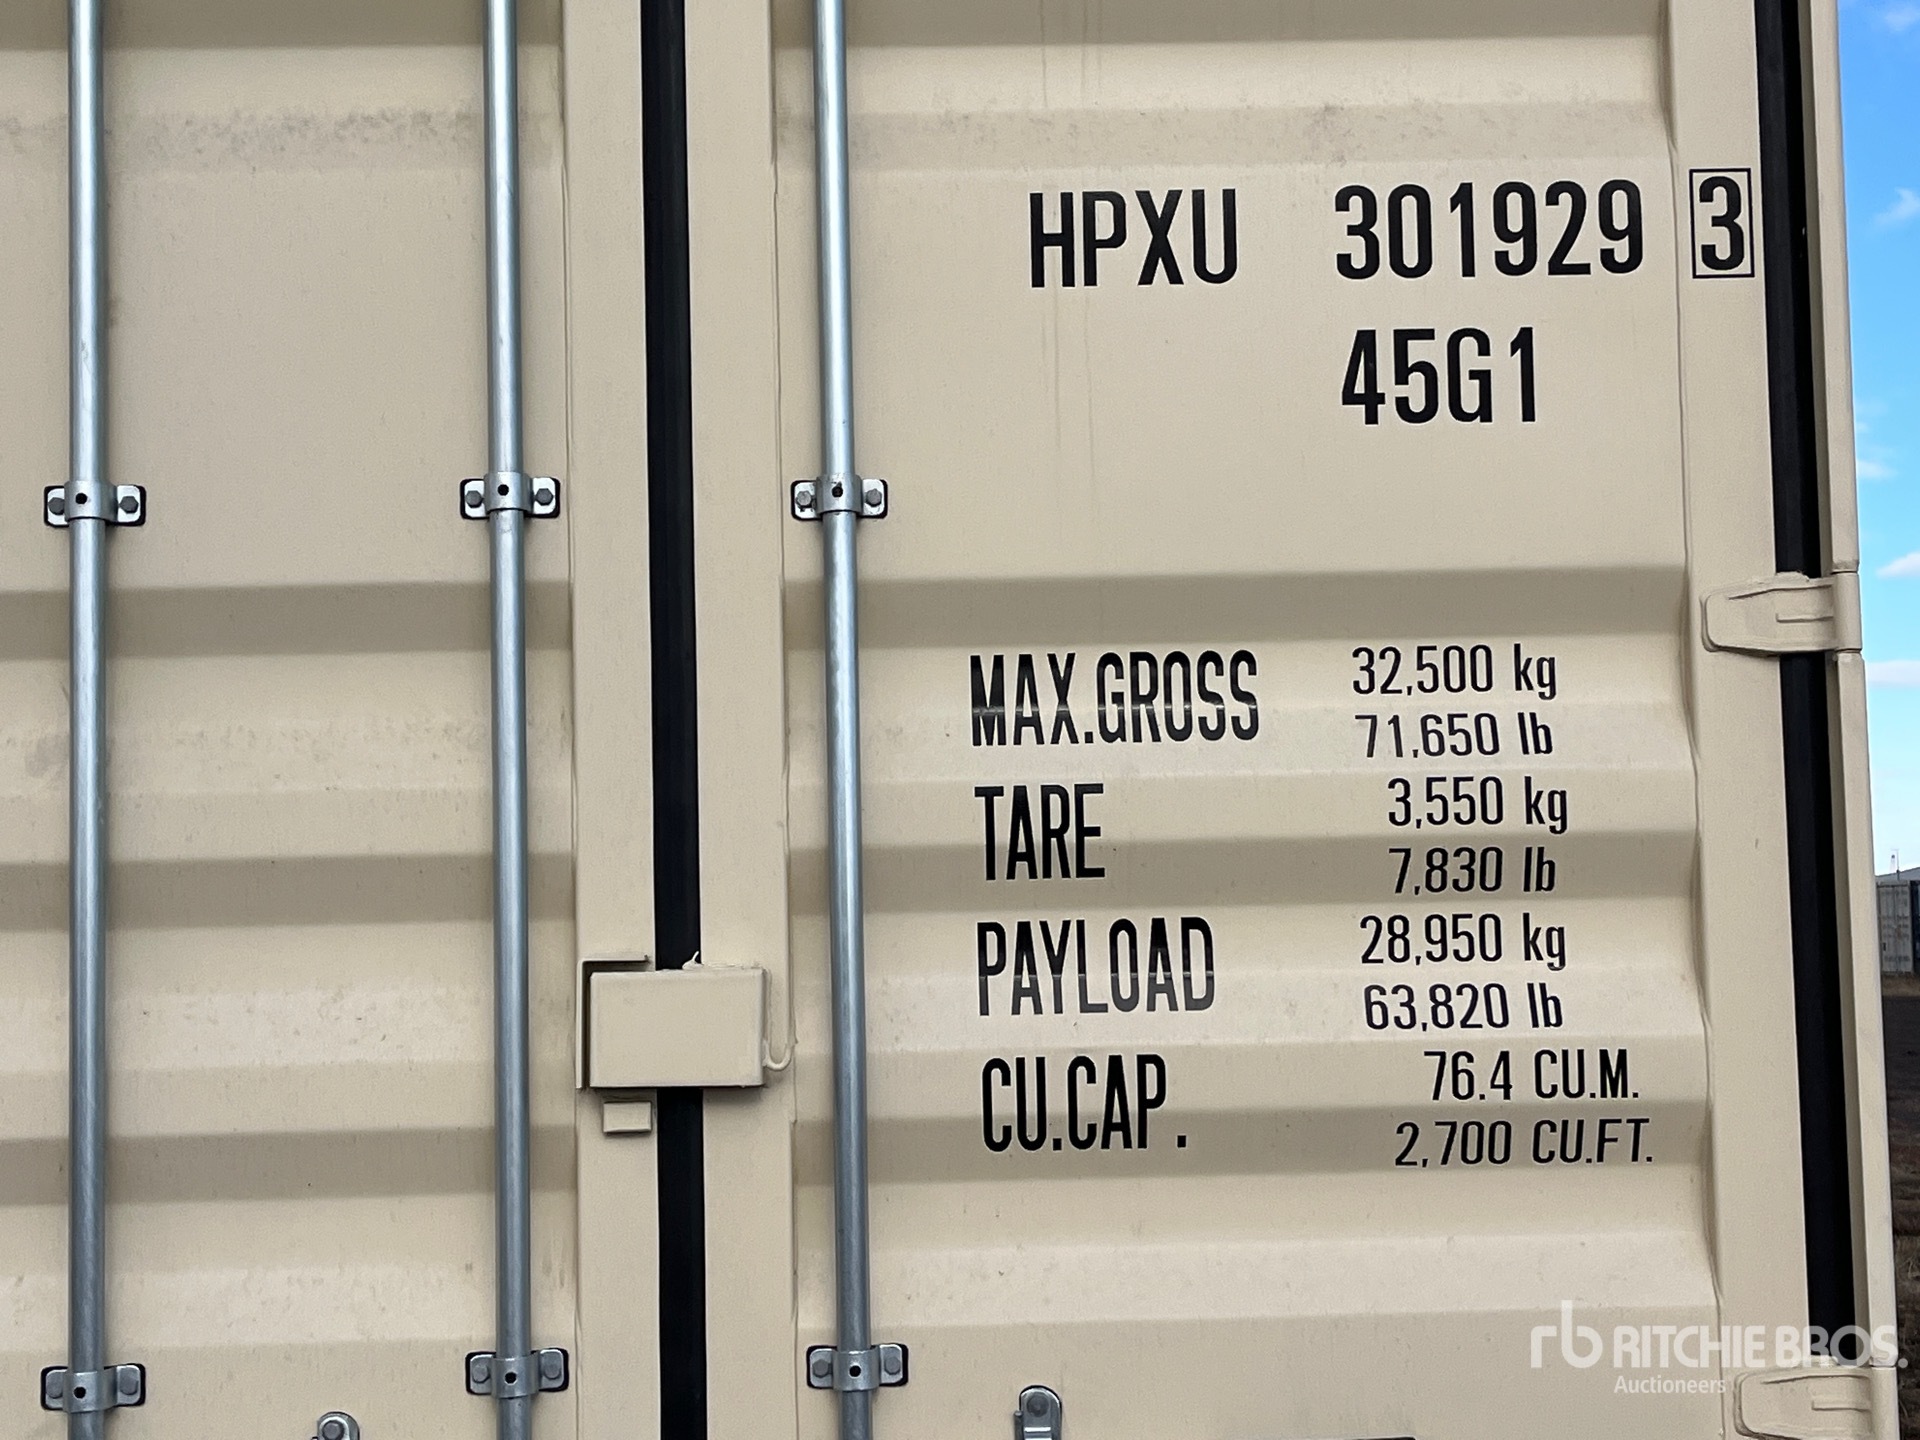 HPXU 301929 3
45G1
MAX.GROSS 32,500 kg
71,650 lb
TARE 3,550 kg
7,830 lb
PAYLOAD 28,950 kg
63,820 lb
CU.CAP. 76.4 CU.M.
2,700 CU.FT.
rb RITCHIE BROS.
Auctioneers